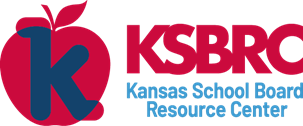 k
KSBRC
Kansas School Board
Resource Center